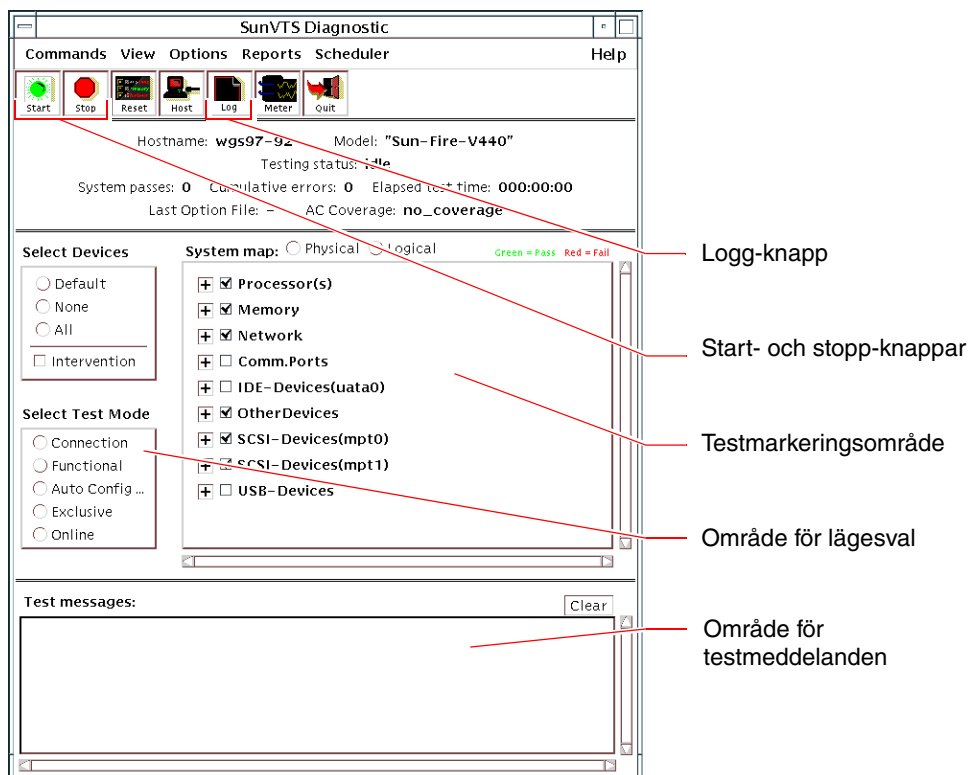 SunVTS Diagnostic
Commands View Options Reports Scheduler Help
Start Stop Reset Host Log Meter Quit
Hostname: wgs97-92 Model: "Sun-Fire-V440"
Testing status: idle
System passes: 0 Cumulative errors: 0 Elapsed test time: 000:00:00
Last Option File: - AC Coverage: no_coverage
Select Devices
Default
None
All
Intervention
Select Test Mode
Connection
Functional
Auto Config ...
Exclusive
Online
System map: Physical Logical Green = Pass Red = Fail
Processor(s)
Memory
Network
Comm.Ports
IDE-Devices(uata0)
OtherDevices
SCSI-Devices(mpt0)
SCSI-Devices(mpt1)
USB-Devices
Test messages: Clear
Logg-knapp
Start- och stopp-knappar
Testmarkeringsområde
Område för lägesval
Område för
testmeddelanden